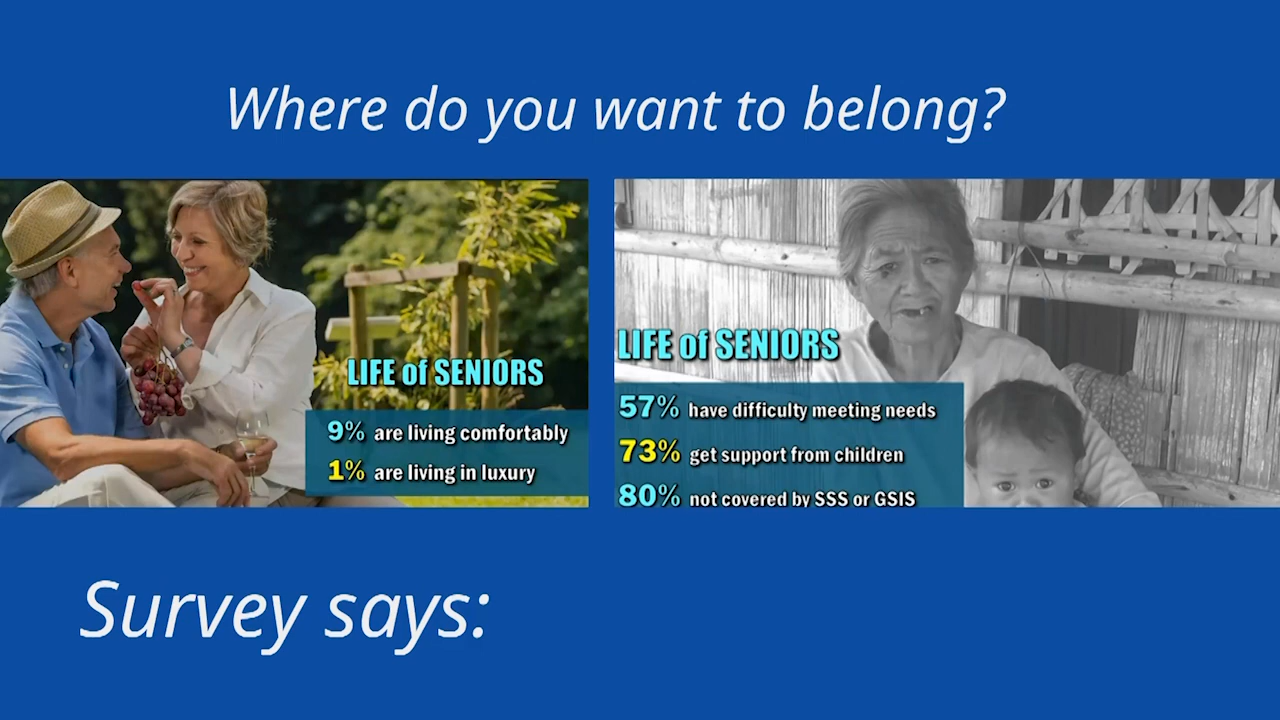 Where do you want to belong?
LIFE of SENIORS
9% are living comfortably
1% are living in luxury
LIFE of SENIORS
57% have difficulty meeting needs
73% get support from children
80% not covered by SSS or GSIS
Survey says: